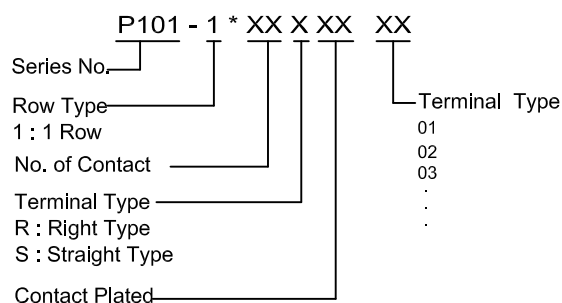 P101 - 1 * XX X XX XX
Series No.
Row Type
1 : 1 Row
No. of Contact
Terminal Type
R : Right Type
S : Straight Type
Contact Plated
Terminal Type
01
02
03
.
.
.